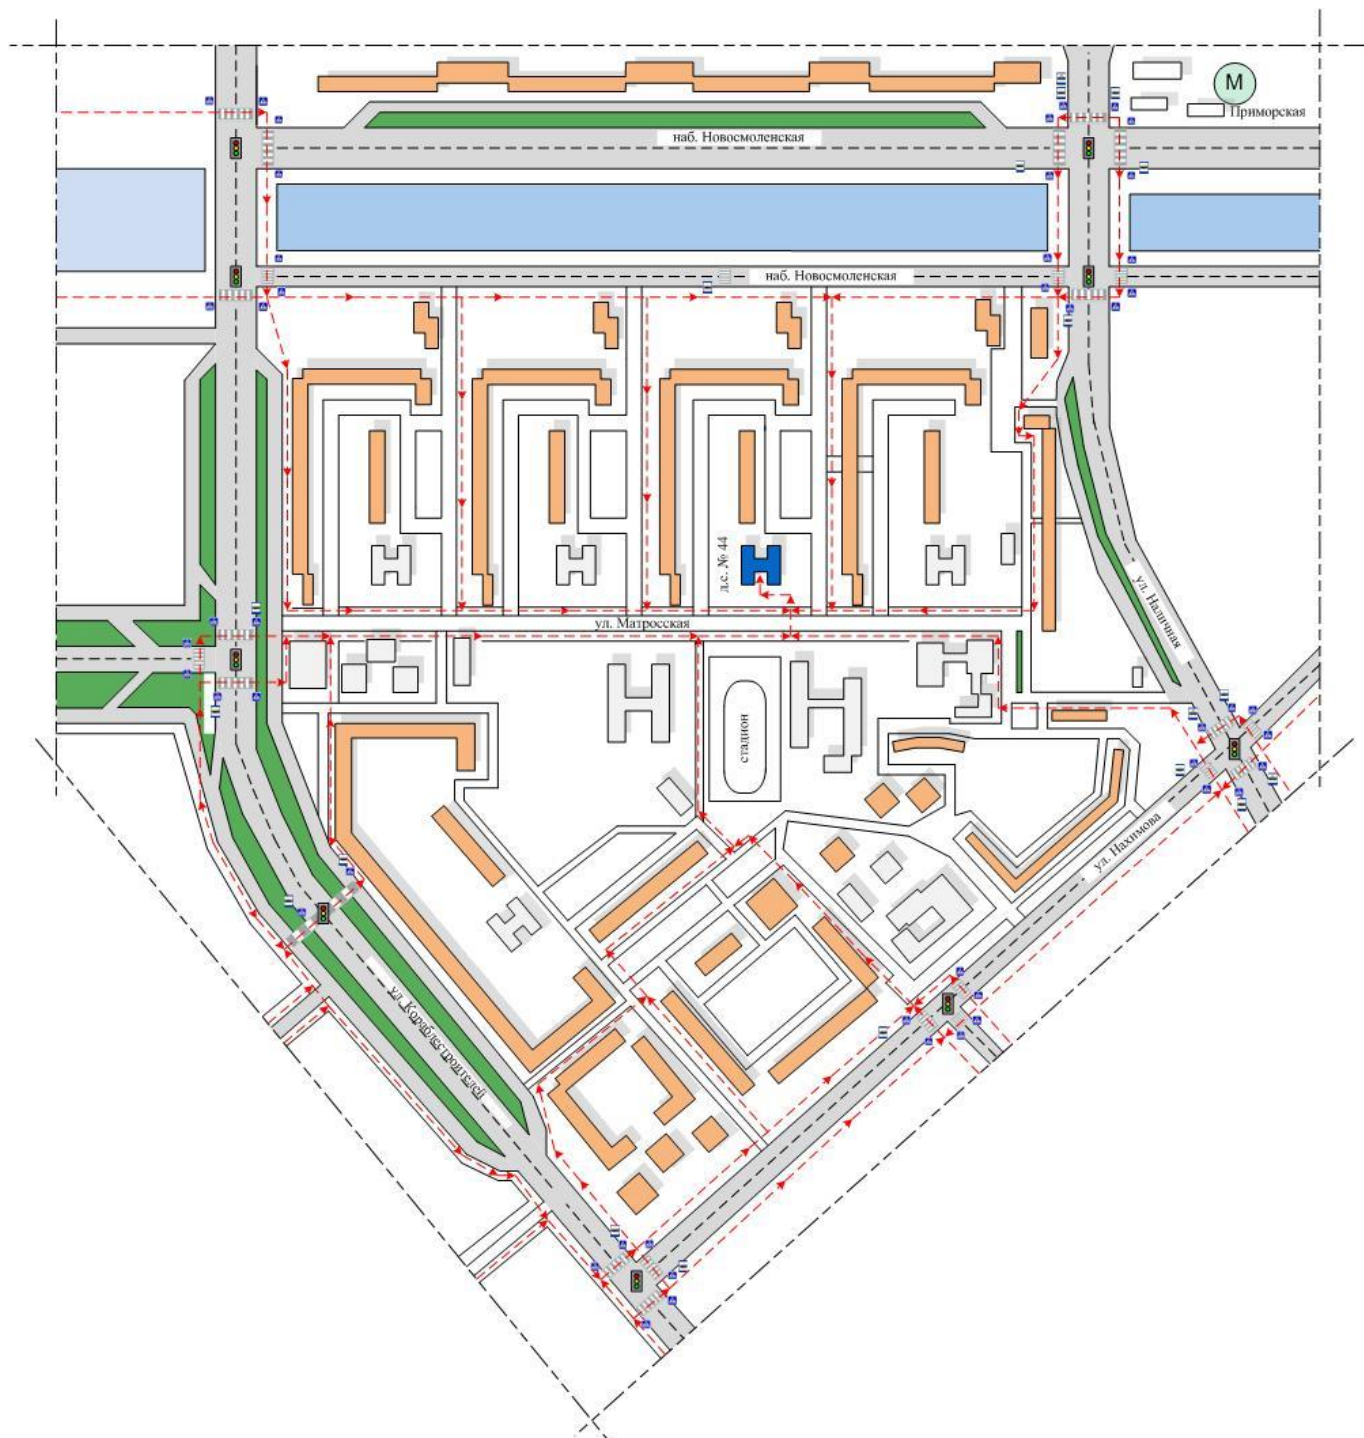 М
Приморская
наб. Новосмоленская
наб. Новосмоленская
д.с. № 44
ул. Матросская
ул. Наличная
стадион
ул. Нахимова
ул. Кораблестроителей